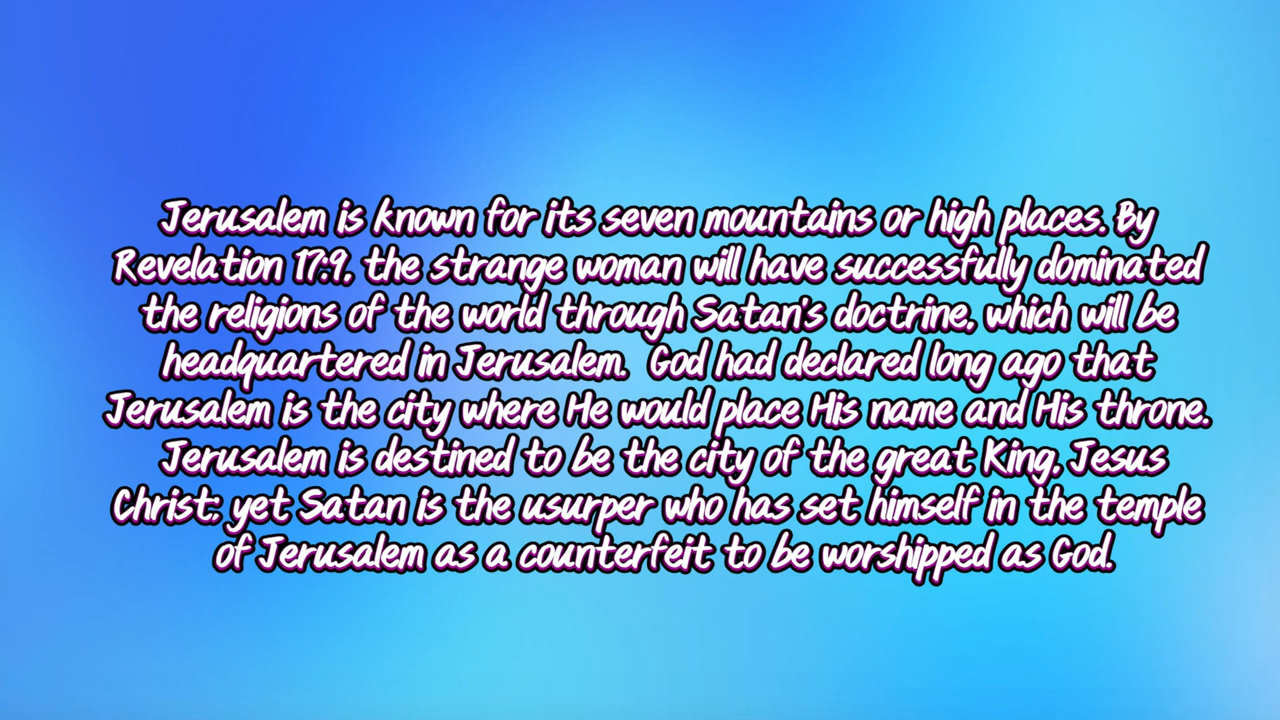 Jerusalem is known for its seven mountains or high places. By
Revelation 17:9, the strange woman will have successfully dominated
the religions of the world through Satan's doctrine, which will be
headquartered in Jerusalem.  God had declared long ago that
Jerusalem is the city where He would place His name and His throne.
Jerusalem is destined to be the city of the great King, Jesus
Christ; yet Satan is the usurper who has set himself in the temple
of Jerusalem as a counterfeit to be worshipped as God.